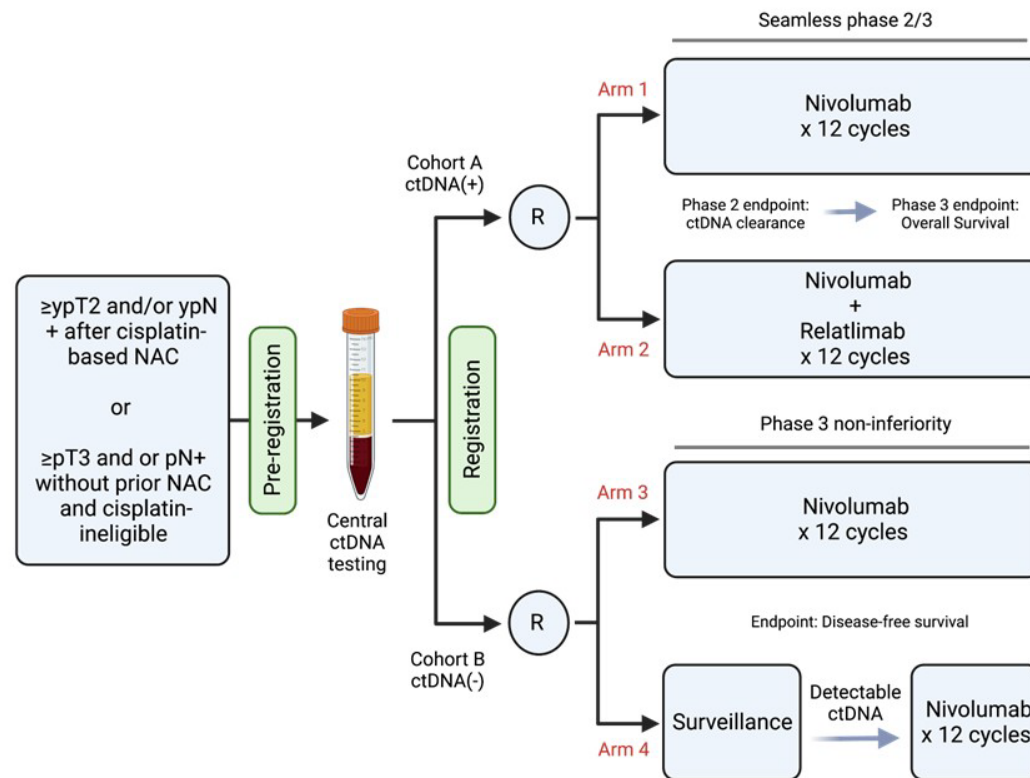 Seamless phase 2/3
Arm 1
Nivolumab
x 12 cycles
Cohort A
ctDNA(+)
R
Phase 2 endpoint:
ctDNA clearance
Phase 3 endpoint:
Overall Survival
Arm 2
Nivolumab
+
Relatlimab
x 12 cycles
≥ypT2 and/or ypN
+ after cisplatin-
based NAC
or
≥pT3 and or pN+
without prior NAC
and cisplatin-
ineligible
Pre-registration
Central
ctDNA
testing
Registration
Phase 3 non-inferiority
Arm 3
Nivolumab
x 12 cycles
R
Cohort B
ctDNA(-)
Endpoint: Disease-free survival
Arm 4
Surveillance
Detectable
ctDNA
Nivolumab
x 12 cycles